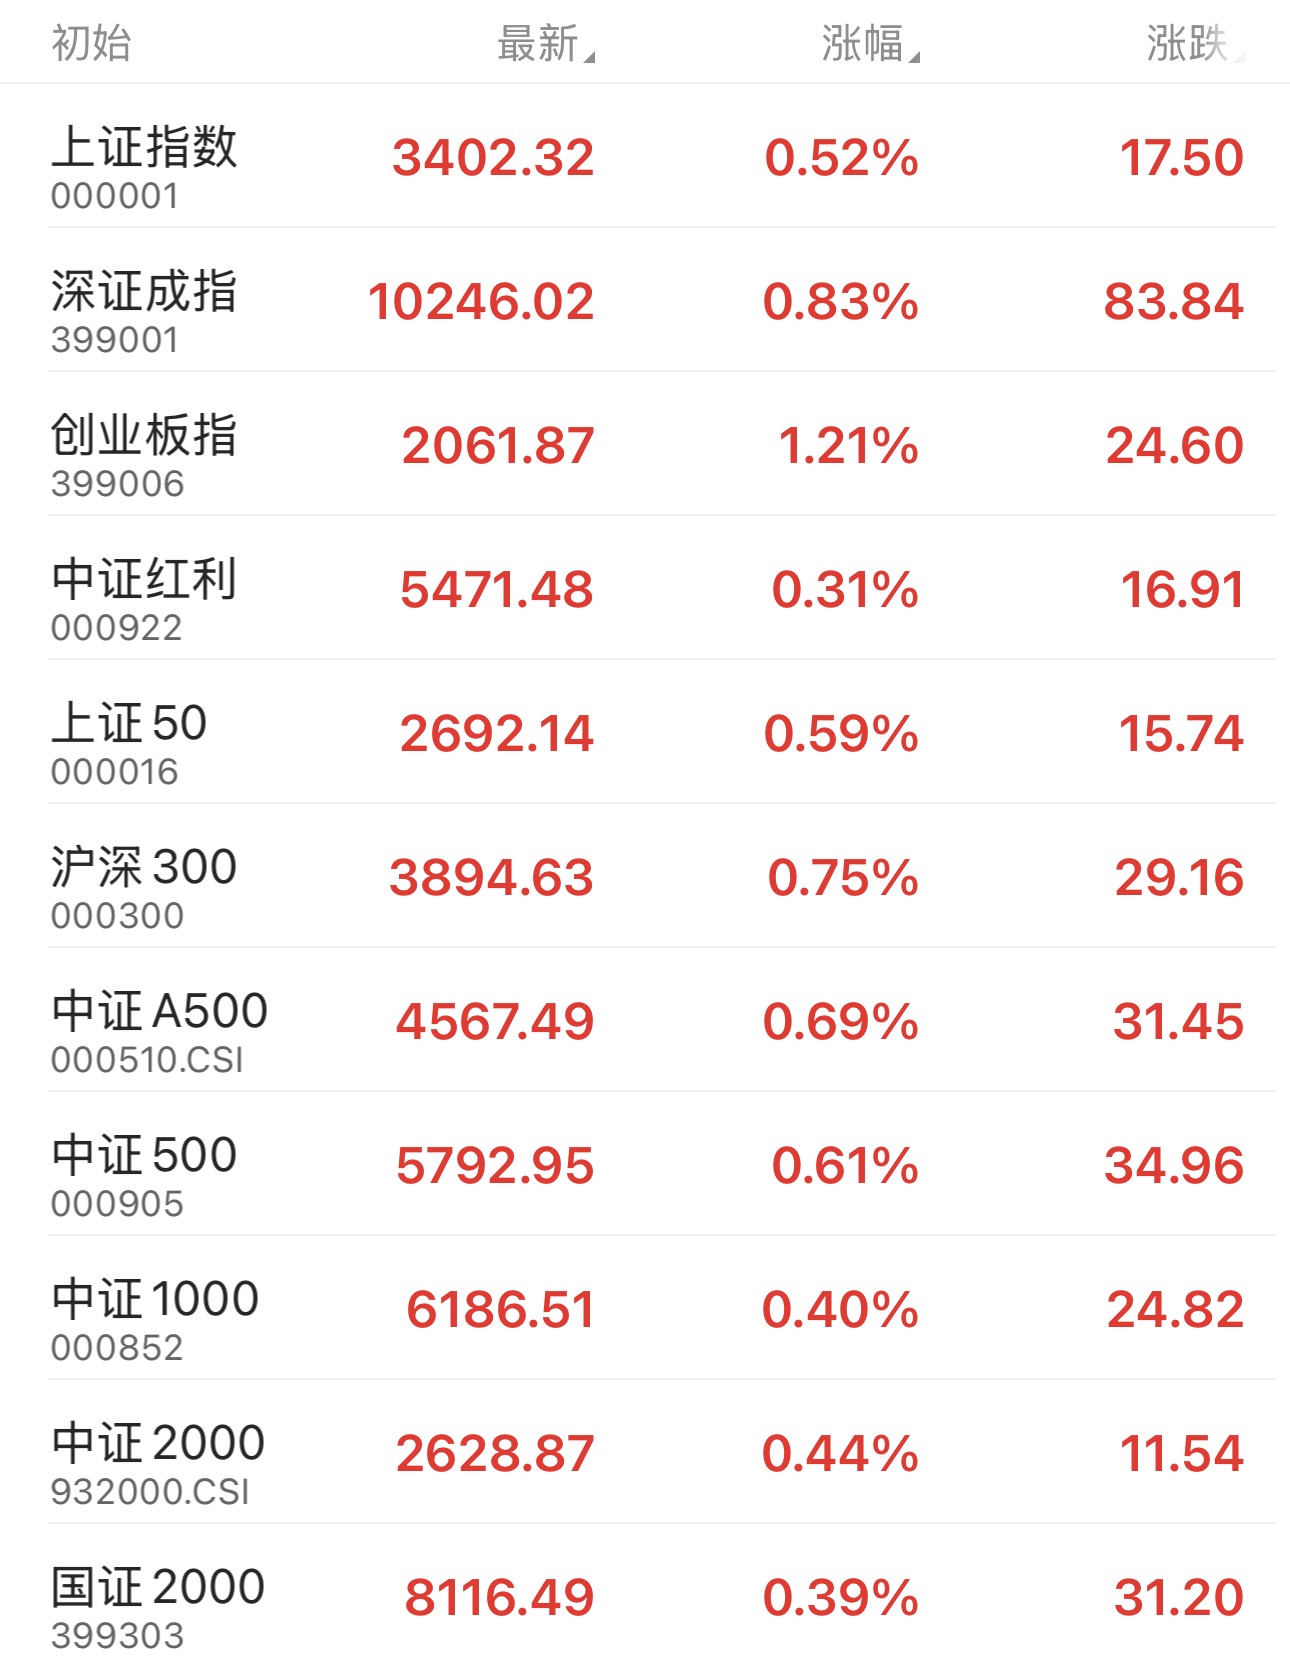 初始 最新 涨幅 涨跌
上证指数 3402.32 0.52% 17.50
000001
深证成指 10246.02 0.83% 83.84
399001
创业板指 2061.87 1.21% 24.60
399006
中证红利 5471.48 0.31% 16.91
000922
上证50 2692.14 0.59% 15.74
000016
沪深300 3894.63 0.75% 29.16
000300
中证A500 4567.49 0.69% 31.45
000510.CSI
中证500 5792.95 0.61% 34.96
000905
中证1000 6186.51 0.40% 24.82
000852
中证2000 2628.87 0.44% 11.54
932000.CSI
国证2000 8116.49 0.39% 31.20
399303